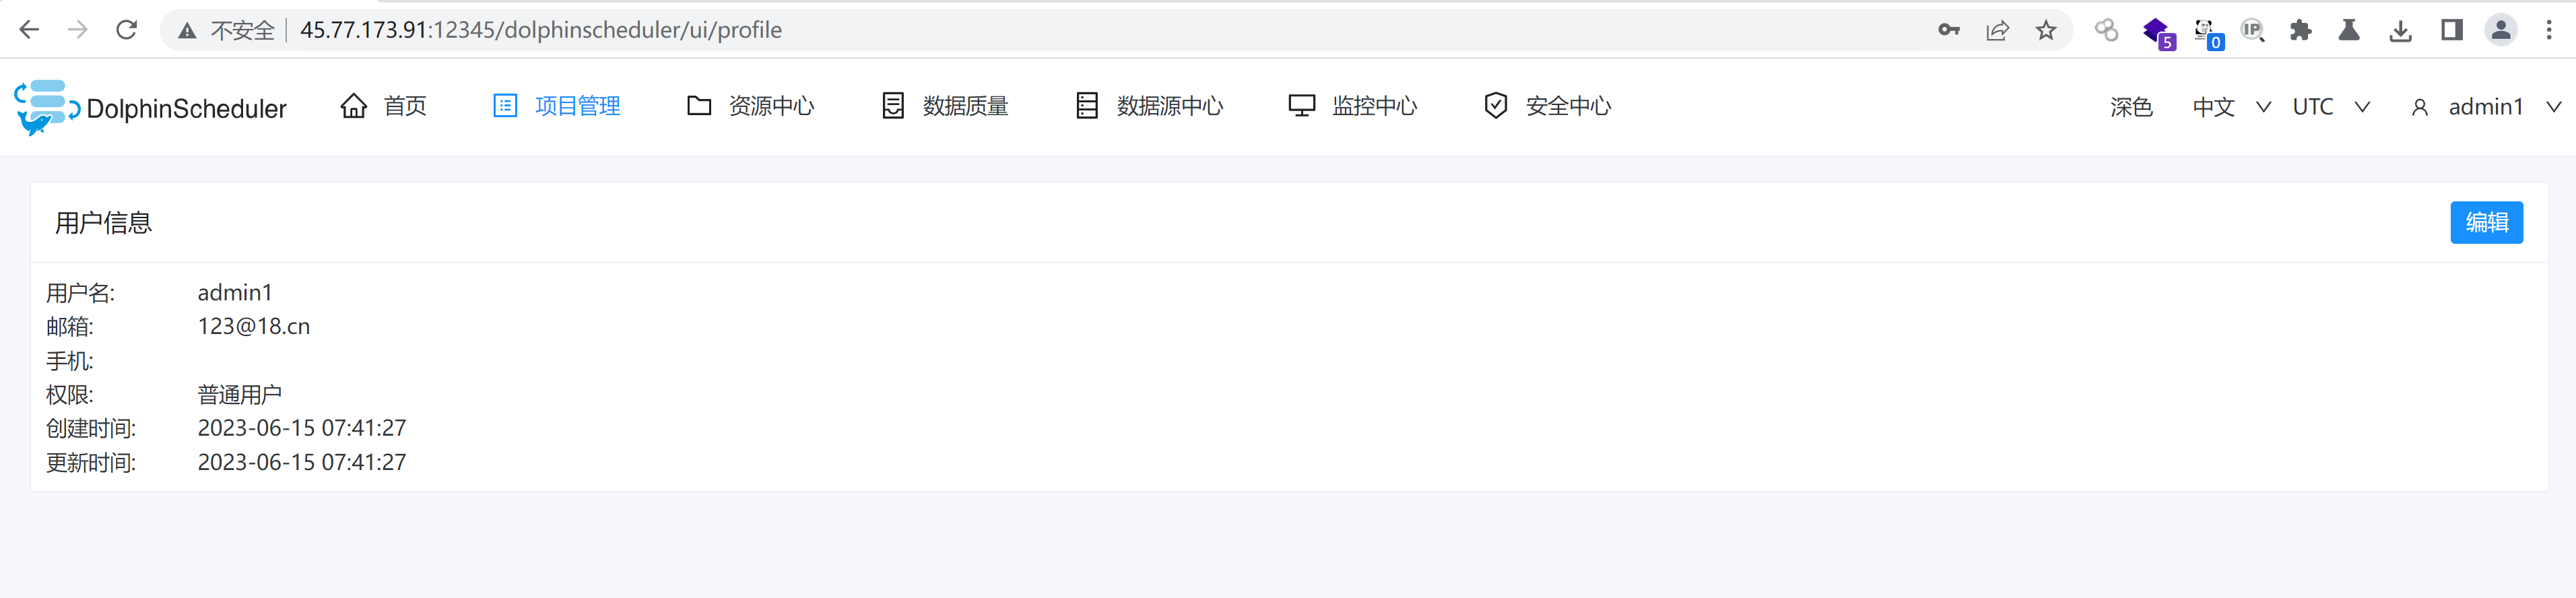 不安全 45.77.173.91:12345/dolphinscheduler/ui/profile
5 0 IP
DolphinScheduler 首页 项目管理 资源中心 数据质量 数据源中心 监控中心 安全中心 深色 中文 UTC admin1
用户信息 编辑
用户名: admin1
邮箱: 123@18.cn
手机:
权限: 普通用户
创建时间: 2023-06-15 07:41:27
更新时间: 2023-06-15 07:41:27